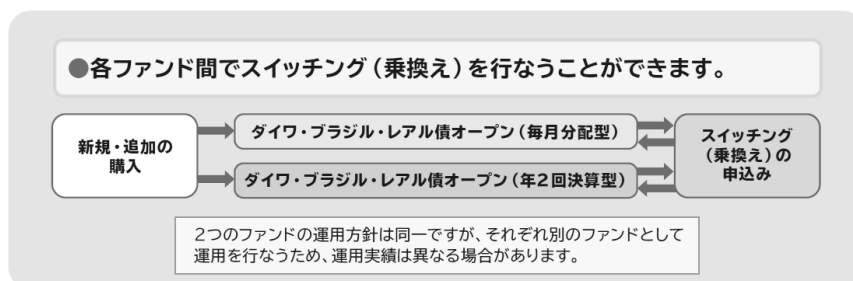 ●各ファンド間でスイッチング（乗換え）を行なうことができます。
新規・追加の
購入
ダイワ・ブラジル・レアル債オープン（毎月分配型）
ダイワ・ブラジル・レアル債オープン（年2回決算型）
スイッチング
（乗換え）の
申込み
2つのファンドの運用方針は同一ですが、それぞれ別のファンドとして
運用を行なうため、運用実績は異なる場合があります。